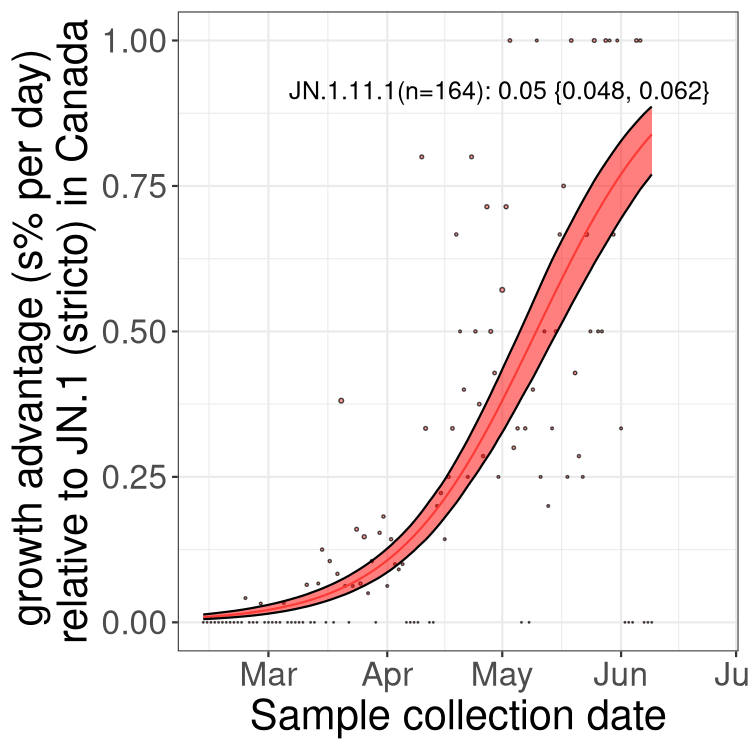 growth advantage (s% per day)
relative to JN.1 (stricto) in Canada
1.00
0.75
0.50
0.25
0.00
JN.1.11.1(n=164): 0.05 {0.048, 0.062}
Mar Apr May Jun Ju
Sample collection date